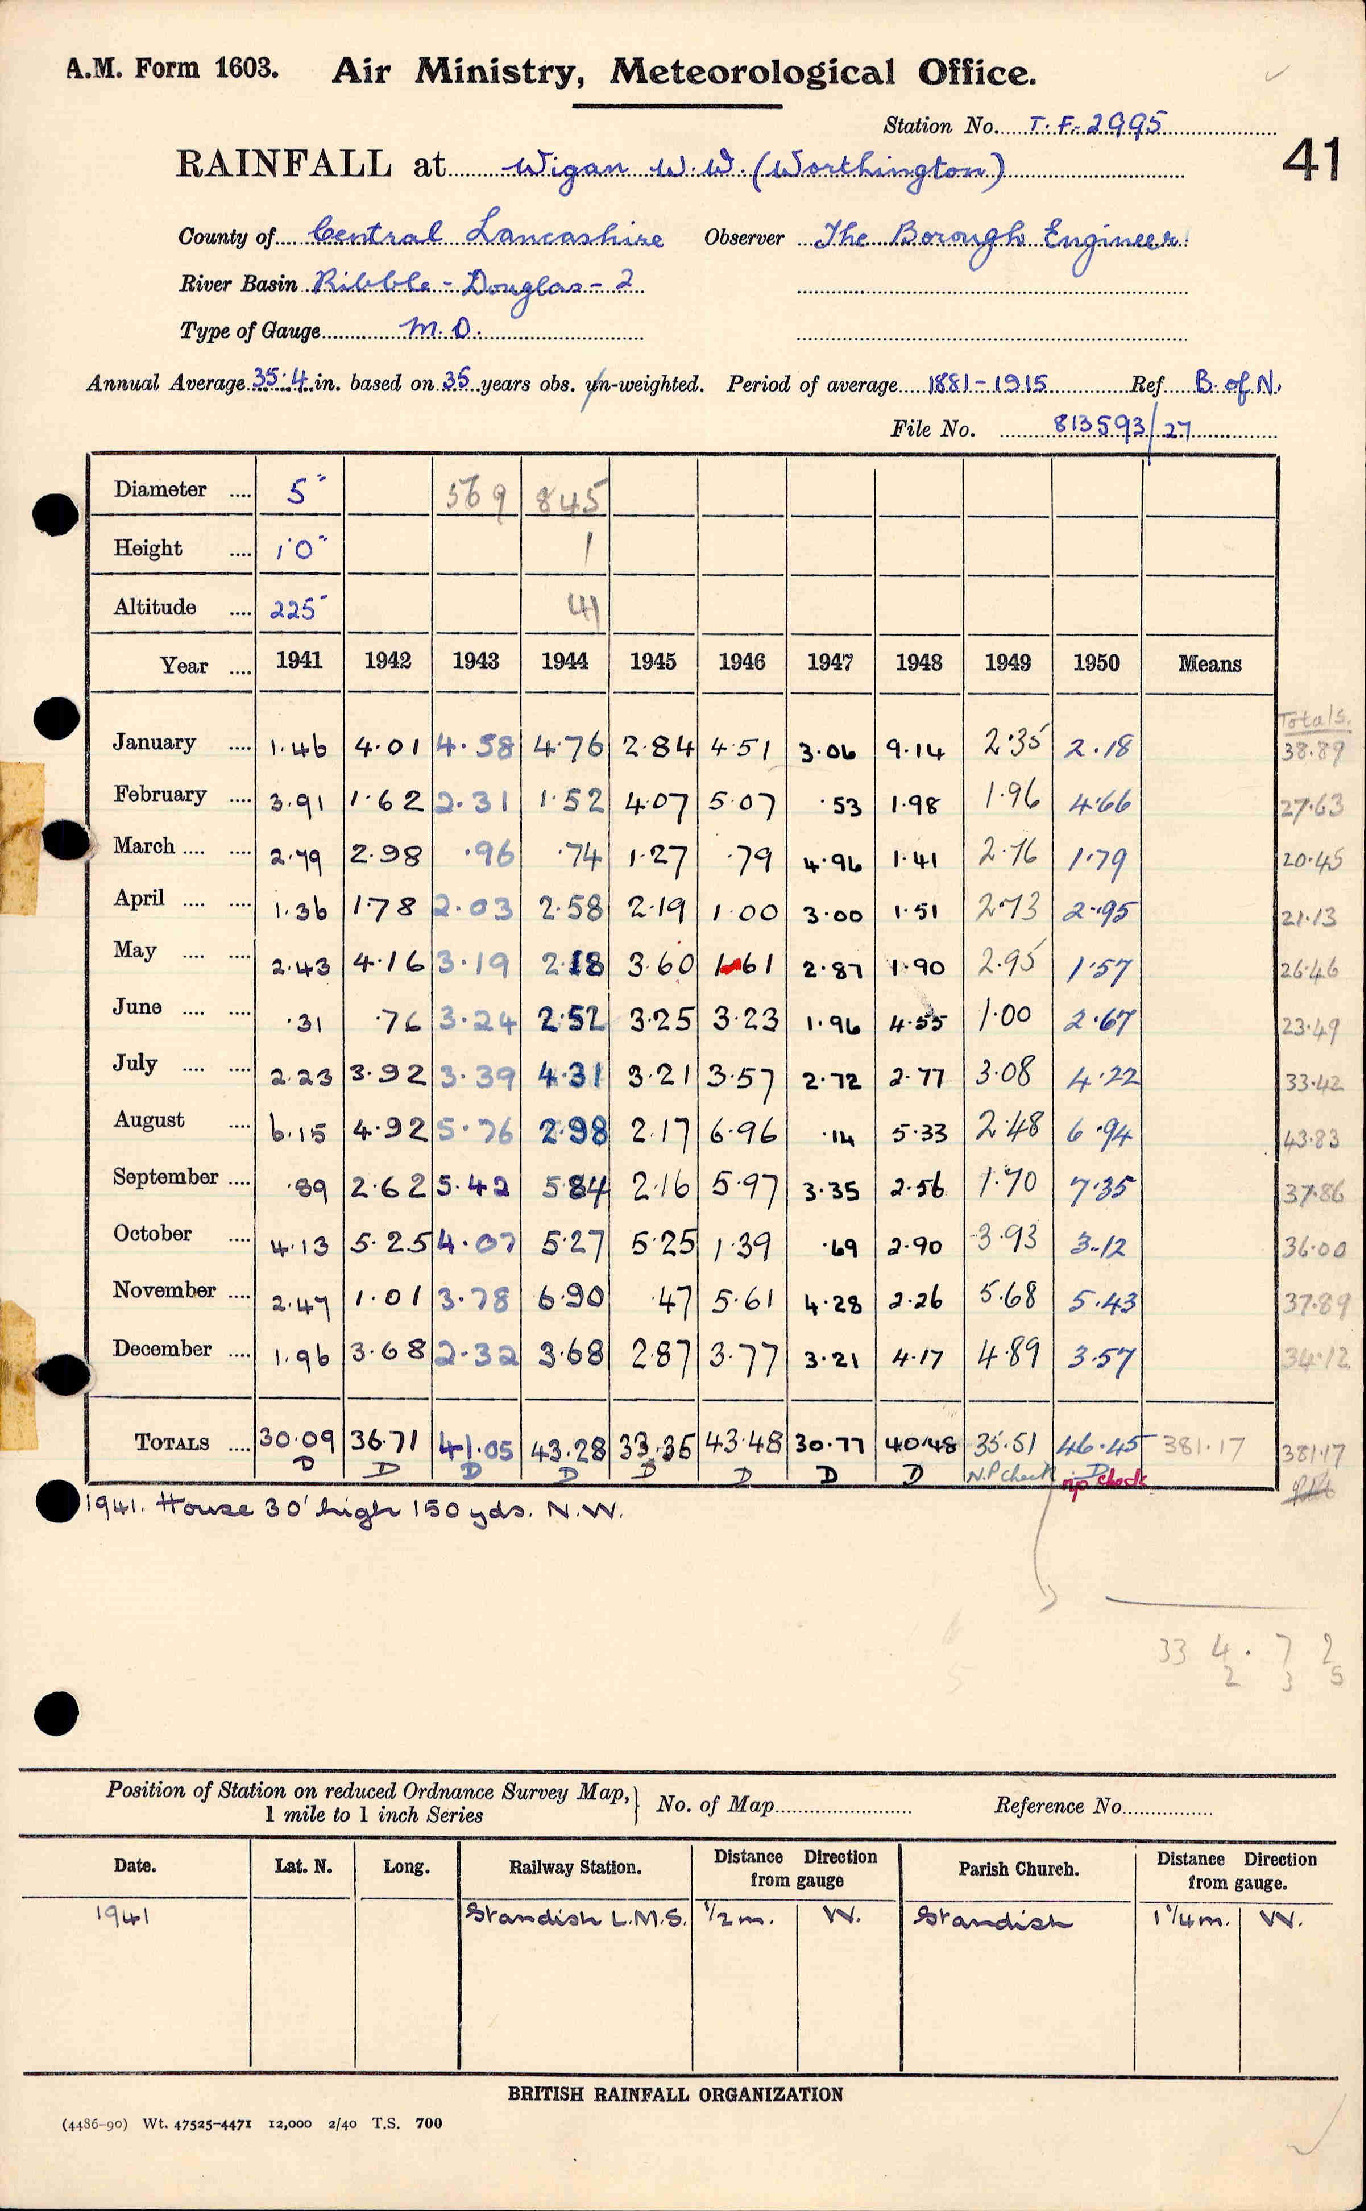 A.M. Form 1603. Air Ministry, Meteorological Office.
Station No. T.F. 2995
41
RAINFALL at Wigan W.W. (Worthington)
County of Central Lancashire Observer The Borough Engineer
River Basin Ribble - Douglas - 2
Type of Gauge M.O.
Annual Average 35.4 in. based on 35 years obs. un-weighted. Period of average 1881-1915 Ref B. of N.
File No. 813593/27
Diameter .... 5" 569 845
Height .... 1'0" 1
Altitude .... 225' 41
Year .... 1941 1942 1943 1944 1945 1946 1947 1948 1949 1950 Means
Totals.
January .... 1.46 4.01 4.58 4.76 2.84 4.51 3.06 9.14 2.35 2.18 38.89
February .... 3.91 1.62 2.31 1.52 4.07 5.07 .53 1.98 1.96 4.66 27.63
March .... .... 2.79 2.98 .96 .74 1.27 .79 4.96 1.41 2.76 1.79 20.45
April .... .... 1.36 1.78 2.03 2.58 2.19 1.00 3.00 1.51 2.73 2.95 21.13
May .... .... 2.43 4.16 3.19 2.18 3.60 1.61 2.87 1.90 2.95 1.57 26.46
June .... .... .31 .76 3.24 2.52 3.25 3.23 1.96 4.55 1.00 2.67 23.49
July .... .... 2.23 3.92 3.39 4.31 3.21 3.57 2.72 2.77 3.08 4.22 33.42
August .... 6.15 4.92 5.76 2.98 2.17 6.96 .14 5.33 2.48 6.94 43.83
September .... .89 2.62 5.42 5.84 2.16 5.97 3.35 2.56 1.70 7.35 37.86
October .... 4.13 5.25 4.07 5.27 5.25 1.39 .69 2.90 3.93 3.12 36.00
November .... 2.47 1.01 3.78 6.90 .47 5.61 4.28 2.26 5.68 5.43 37.89
December .... 1.96 3.68 2.32 3.68 2.87 3.77 3.21 4.17 4.89 3.57 34.12
TOTALS .... 30.09 36.71 41.05 43.28 33.35 43.48 30.77 40.48 35.51 46.45 381.17 381.17
D D D D D D D D N.P check D
np check
1941. House 30' high 150 yds. N.W.
33 4. 7 2
2 3 5
Position of Station on reduced Ordnance Survey Map, 1 mile to 1 inch Series } No. of Map Reference No.
Date. Lat. N. Long. Railway Station. Distance Direction from gauge Parish Church. Distance Direction from gauge.
1941 Standish L.M.S. 1/2 m. W. Standish 1 1/4 m. W.
BRITISH RAINFALL ORGANIZATION
(4486-90) Wt. 47525-4471 12,000 2/40 T.S. 700